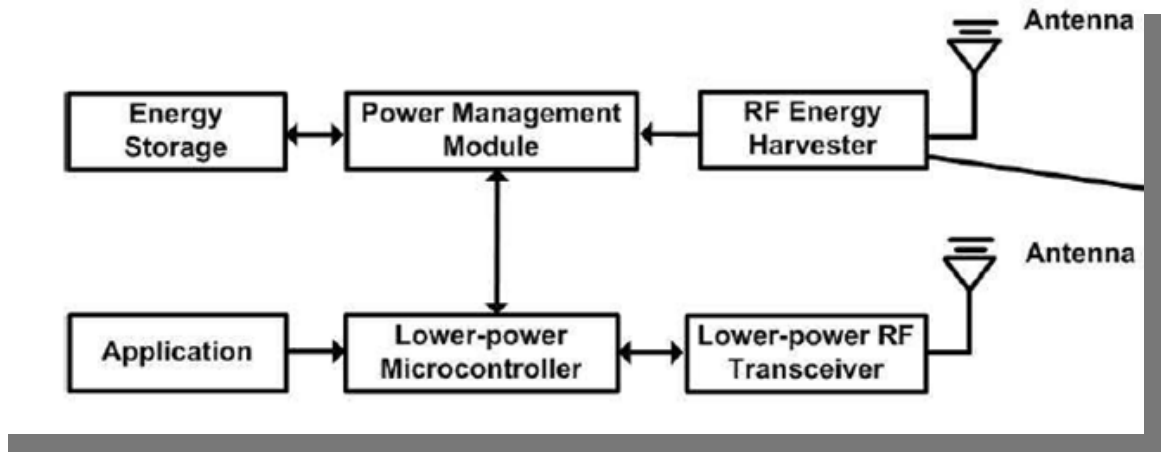 Antenna
Energy
Storage
Power Management
Module
RF Energy
Harvester
Antenna
Application
Lower-power
Microcontroller
Lower-power RF
Transceiver